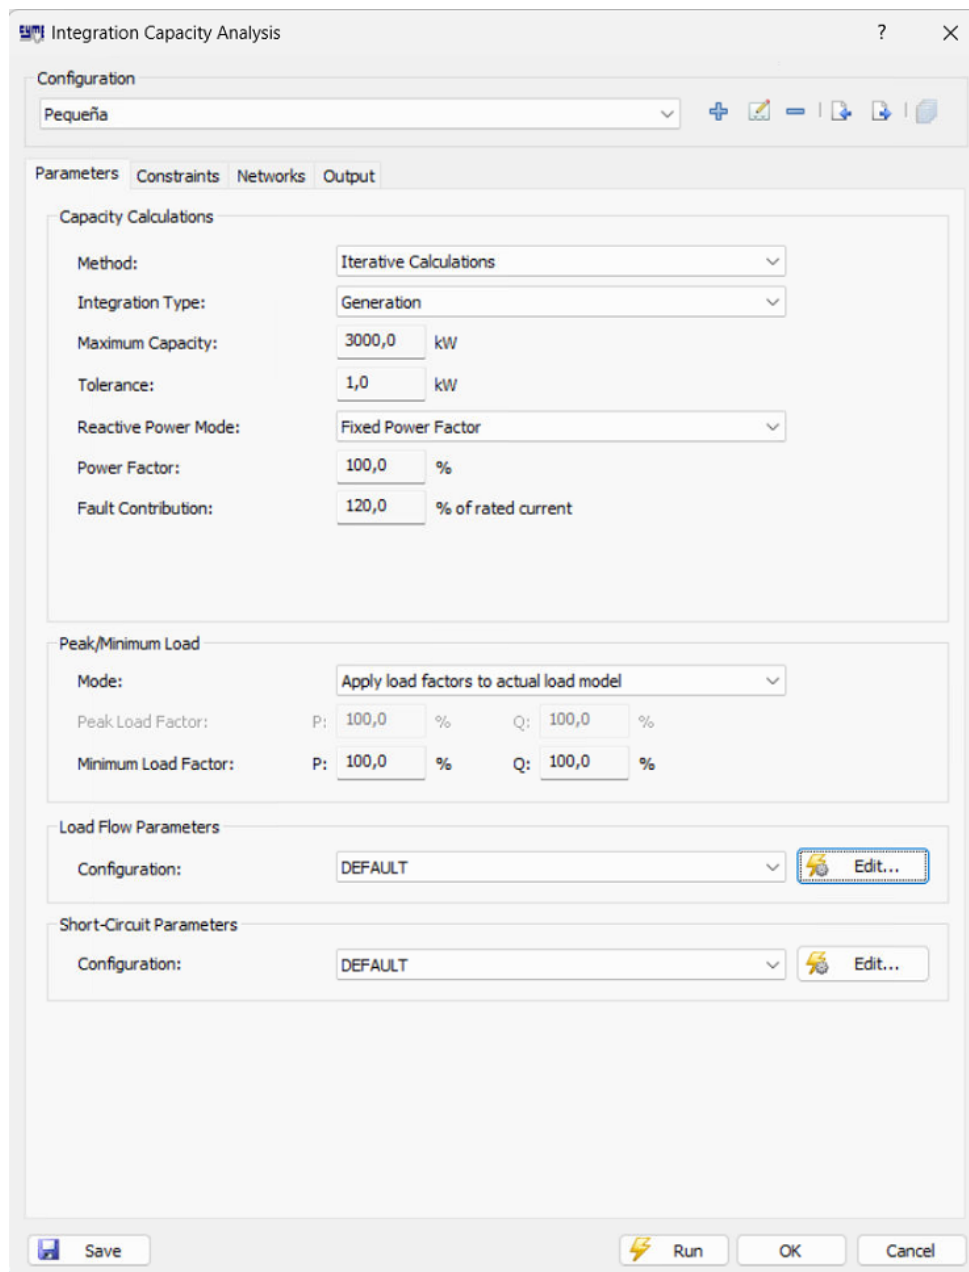 CYME Integration Capacity Analysis ?
Configuration
Pequeña
Parameters Constraints Networks Output
Capacity Calculations
Method: Iterative Calculations
Integration Type: Generation
Maximum Capacity: 3000,0 kW
Tolerance: 1,0 kW
Reactive Power Mode: Fixed Power Factor
Power Factor: 100,0 %
Fault Contribution: 120,0 % of rated current
Peak/Minimum Load
Mode: Apply load factors to actual load model
Peak Load Factor: P: 100,0 % Q: 100,0 %
Minimum Load Factor: P: 100,0 % Q: 100,0 %
Load Flow Parameters
Configuration: DEFAULT Edit...
Short-Circuit Parameters
Configuration: DEFAULT Edit...
Save Run OK Cancel